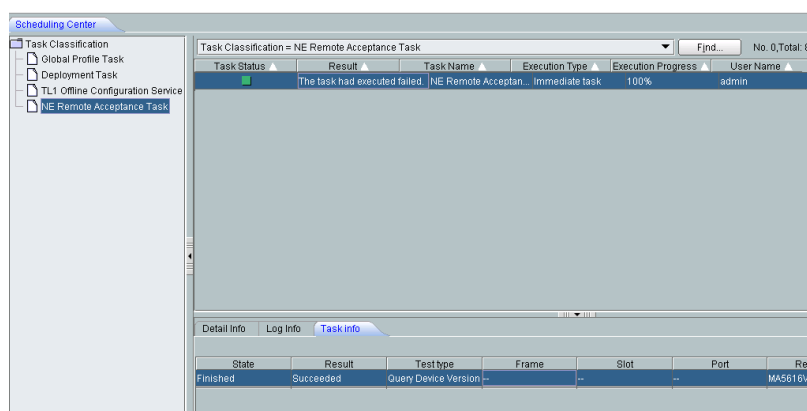 Scheduling Center
Task Classification
Global Profile Task
Deployment Task
TL1 Offline Configuration Service
NE Remote Acceptance Task
Task Classification = NE Remote Acceptance Task
Find...
No. 0,Total:
Task Status Result Task Name Execution Type Execution Progress User Name
The task had executed failed. NE Remote Acceptan... Immediate task 100% admin
Detail Info Log Info Task info
State Result Test type Frame Slot Port Re
Finished Succeeded Query Device Version -- -- -- MA5616V